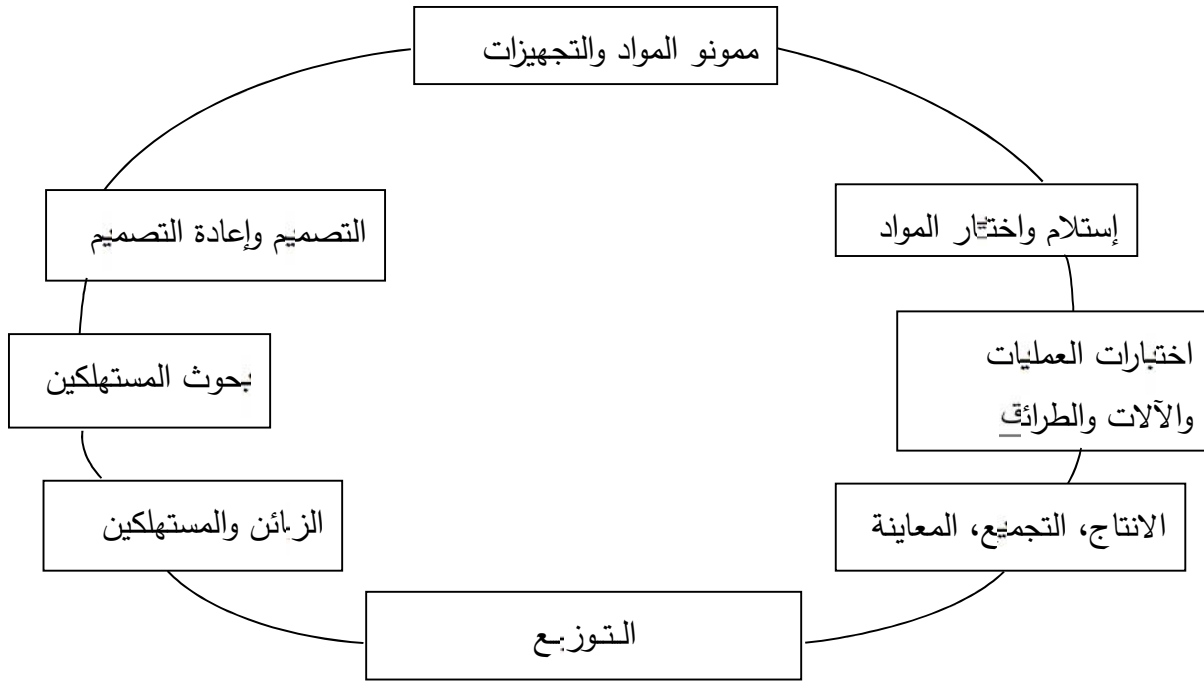 ممونو المواد والتجهيزات
إستلام واختبار المواد
التصميم وإعادة التصميم
اختبارات العمليات
والآلات والطرائق
بحوث المستهلكين
الانتاج، التجميع، المعاينة
الزبائن والمستهلكين
التوزيع